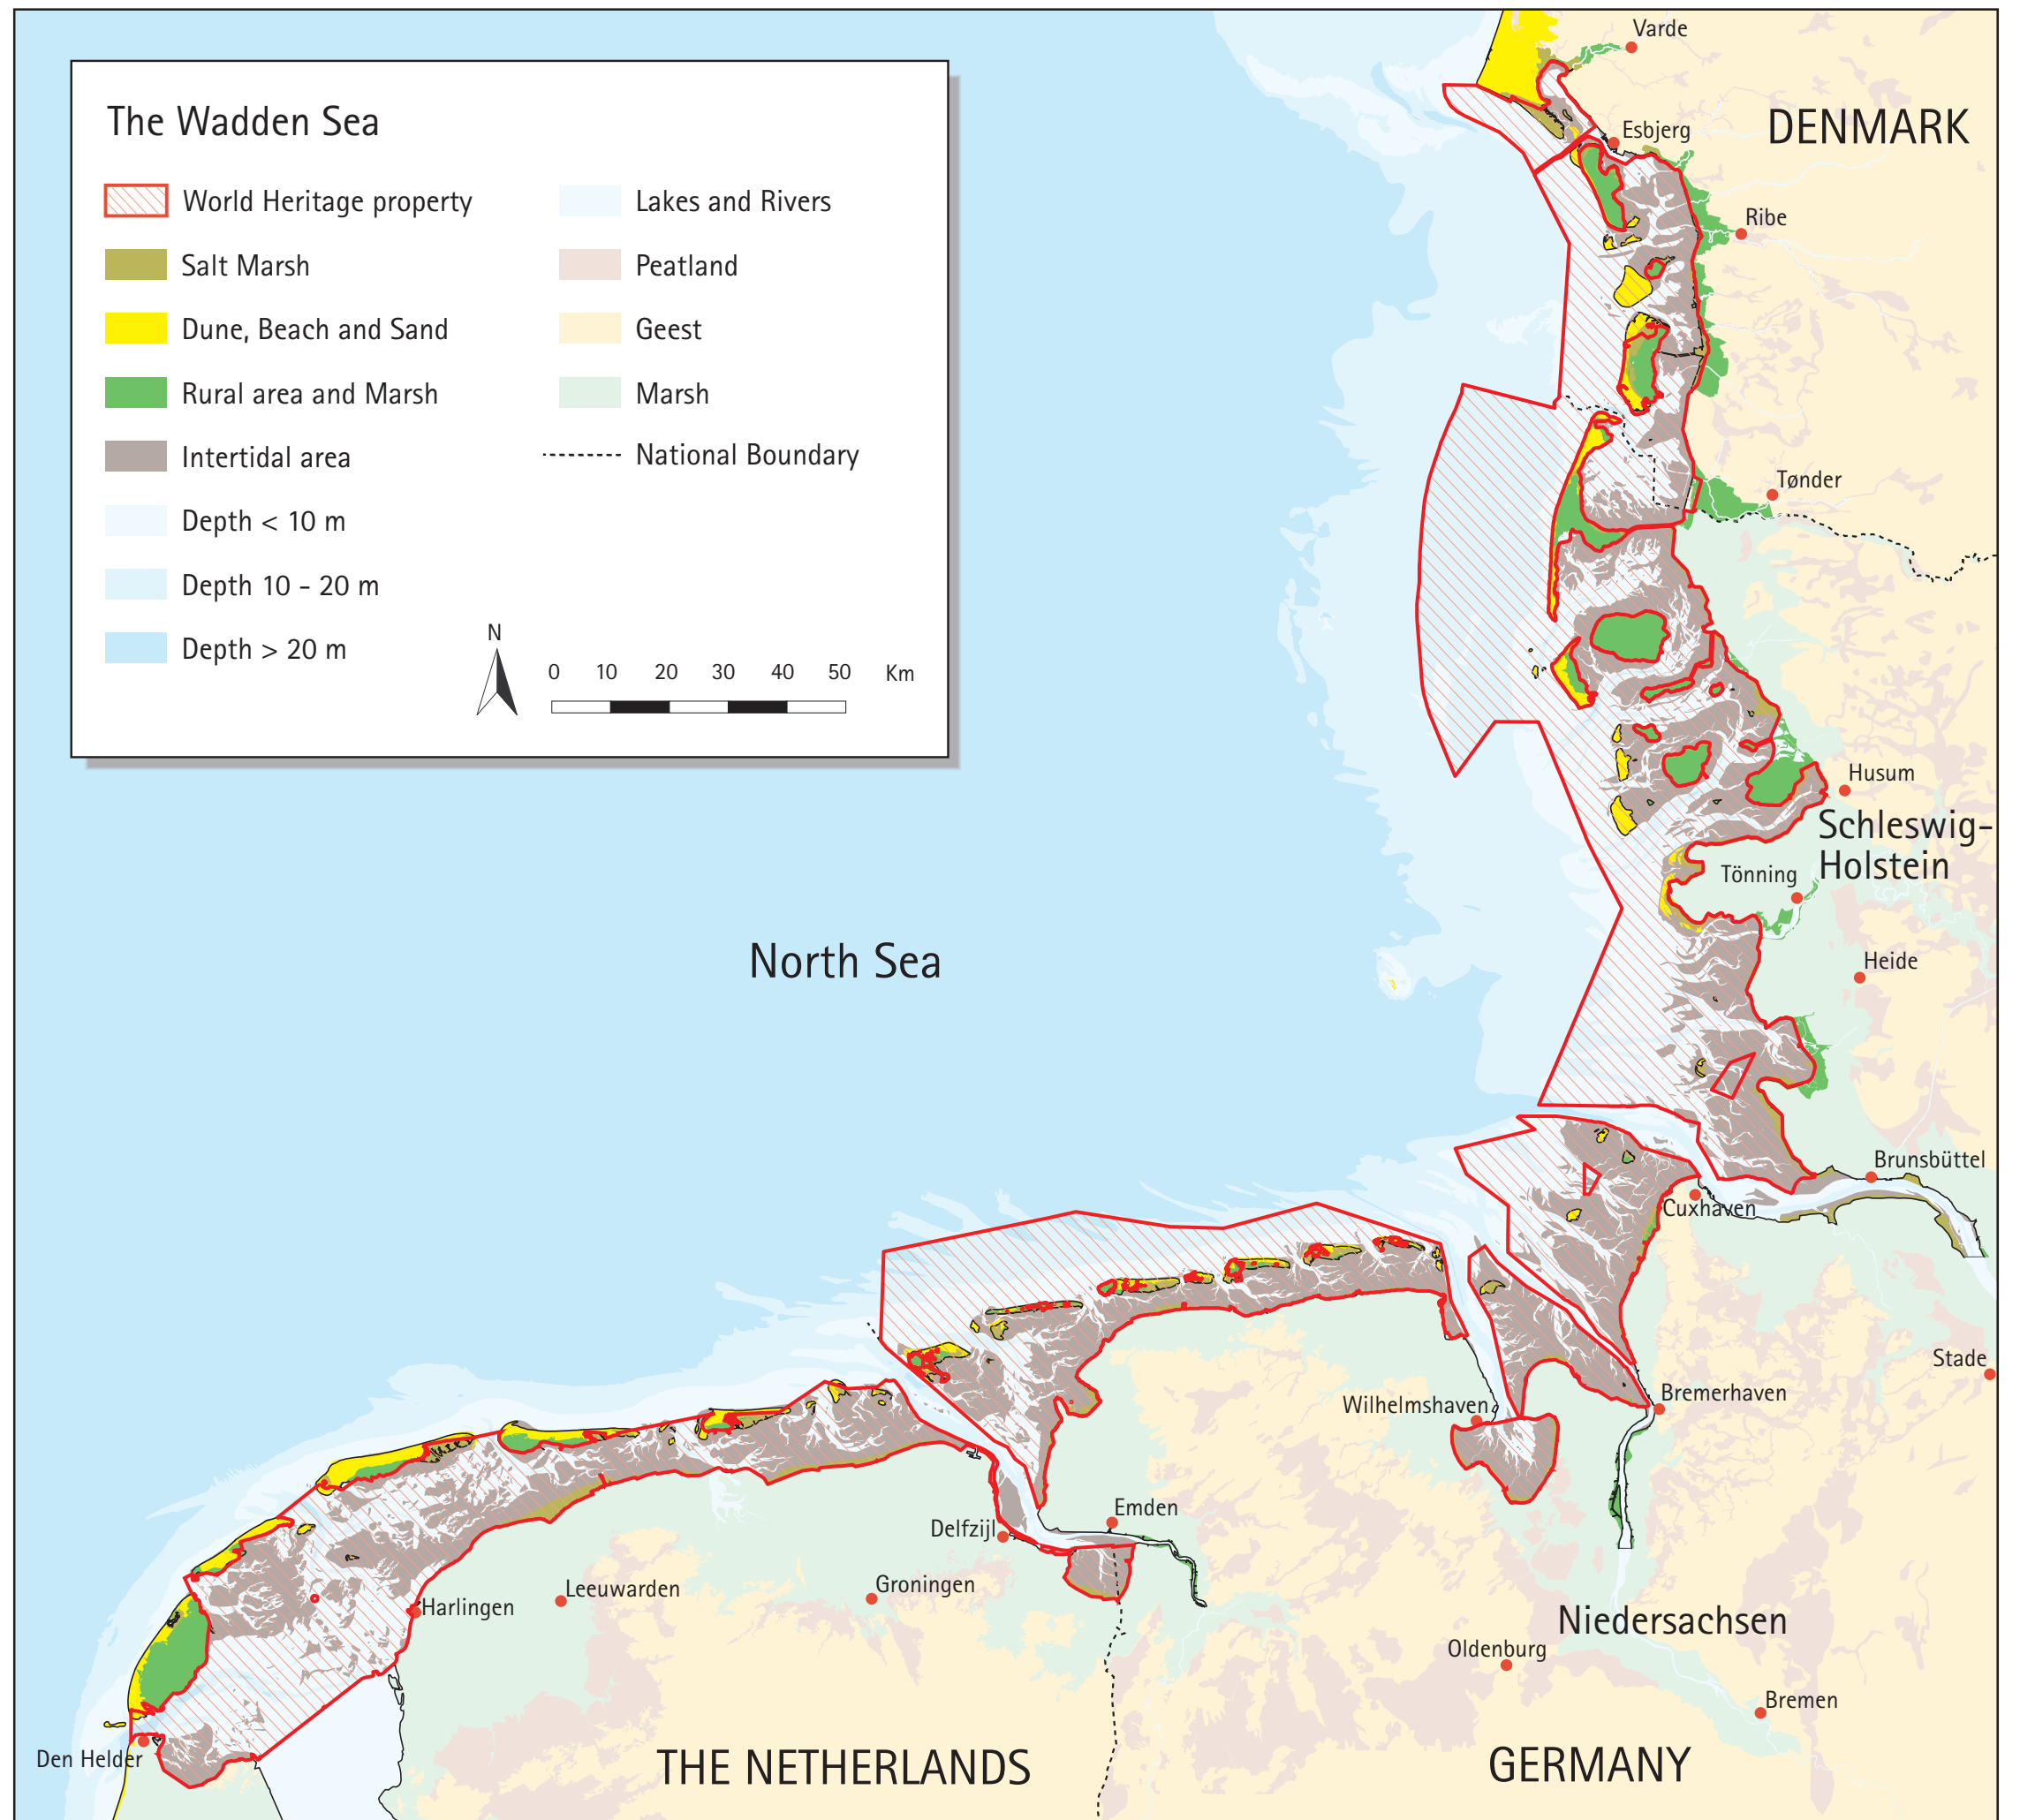 The Wadden Sea
World Heritage property
Salt Marsh
Dune, Beach and Sand
Rural area and Marsh
Intertidal area
Depth < 10 m
Depth 10 - 20 m
Depth > 20 m
Lakes and Rivers
Peatland
Geest
Marsh
National Boundary
N
0 10 20 30 40 50 Km
Varde
DENMARK
Esbjerg
Ribe
Tønder
Husum
Schleswig-
Holstein
Tönning
North Sea
Heide
Brunsbüttel
Cuxhaven
Stade
Bremerhaven
Wilhelmshaven
Emden
Delfzijl
Groningen
Leeuwarden
Harlingen
Niedersachsen
Oldenburg
Bremen
Den Helder
THE NETHERLANDS
GERMANY